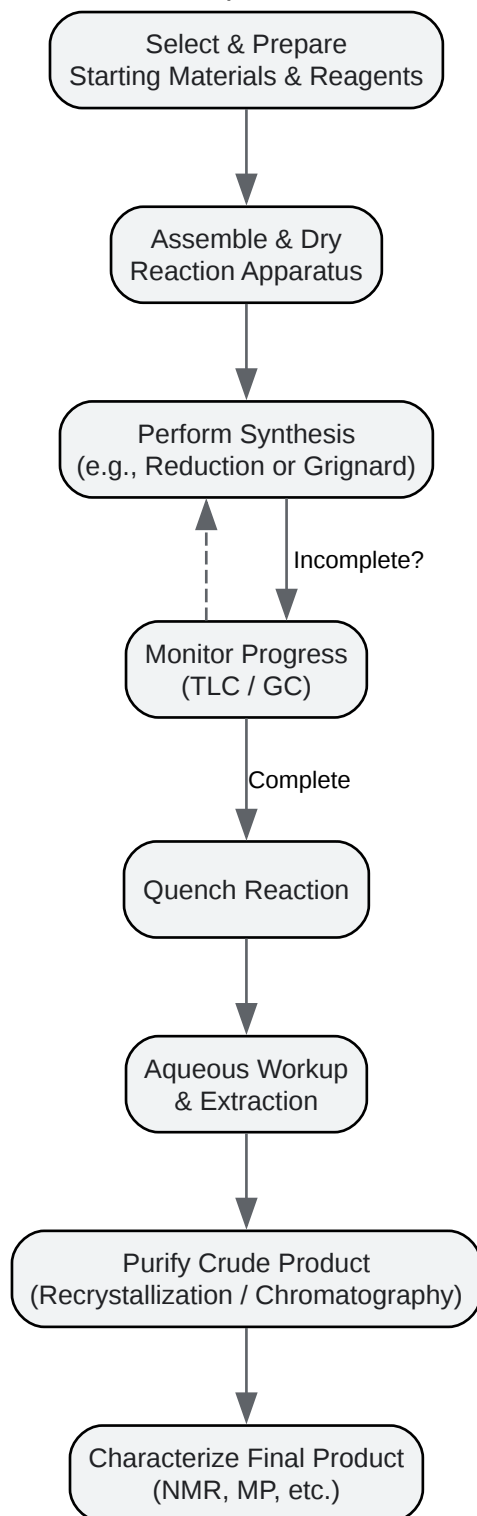 Select & Prepare
Starting Materials & Reagents
Assemble & Dry
Reaction Apparatus
Perform Synthesis
(e.g., Reduction or Grignard)
Incomplete?
Monitor Progress
(TLC / GC)
Complete
Quench Reaction
Aqueous Workup
& Extraction
Purify Crude Product
(Recrystallization / Chromatography)
Characterize Final Product
(NMR, MP, etc.)